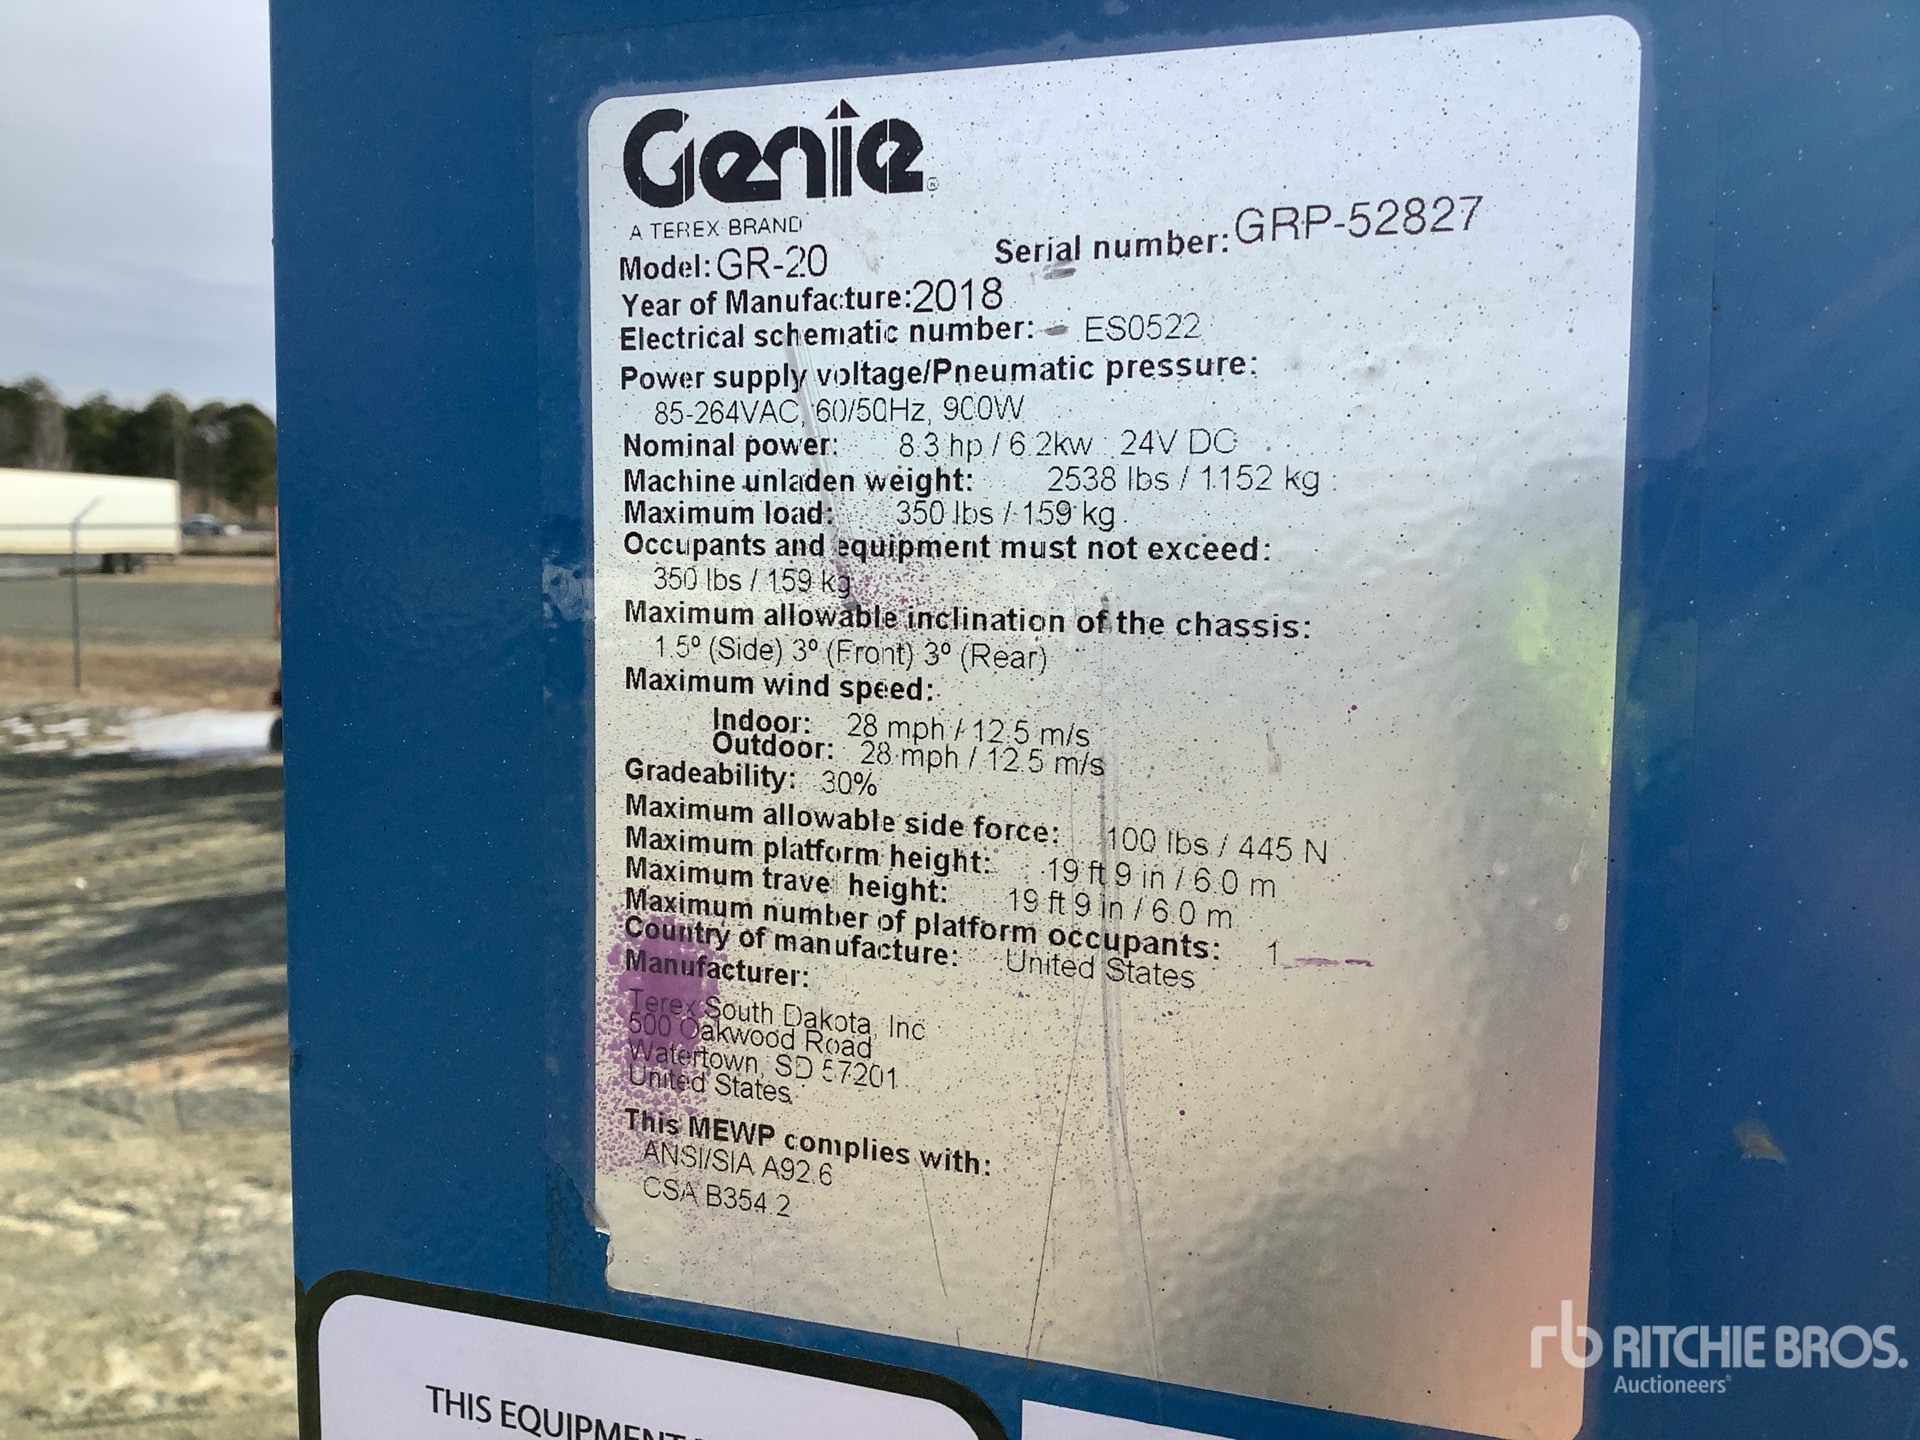 Genie®
A TEREX BRAND
Model: GR-20
Serial number: GRP-52827
Year of Manufacture: 2018
Electrical schematic number: ES0522
Power supply voltage/Pneumatic pressure:
85-264VAC, 60/50Hz, 900W
Nominal power: 8.3 hp / 6.2kw 24V DC
Machine unladen weight: 2538 lbs / 1152 kg
Maximum load: 350 lbs / 159 kg
Occupants and equipment must not exceed:
350 lbs / 159 kg
Maximum allowable inclination of the chassis:
1.5º (Side) 3º (Front) 3º (Rear)
Maximum wind speed:
Indoor: 28 mph / 12.5 m/s
Outdoor: 28 mph / 12.5 m/s
Gradeability: 30%
Maximum allowable side force: 100 lbs / 445 N
Maximum platform height: 19 ft 9 in / 6.0 m
Maximum travel height: 19 ft 9 in / 6.0 m
Maximum number of platform occupants: 1
Country of manufacture: United States
Manufacturer:
Terex South Dakota, Inc
500 Oakwood Road
Watertown, SD 57201
United States
This MEWP complies with:
ANSI/SIA A92.6
CSA B354.2
THIS EQUIPMENT
rb RITCHIE BROS.
Auctioneers®